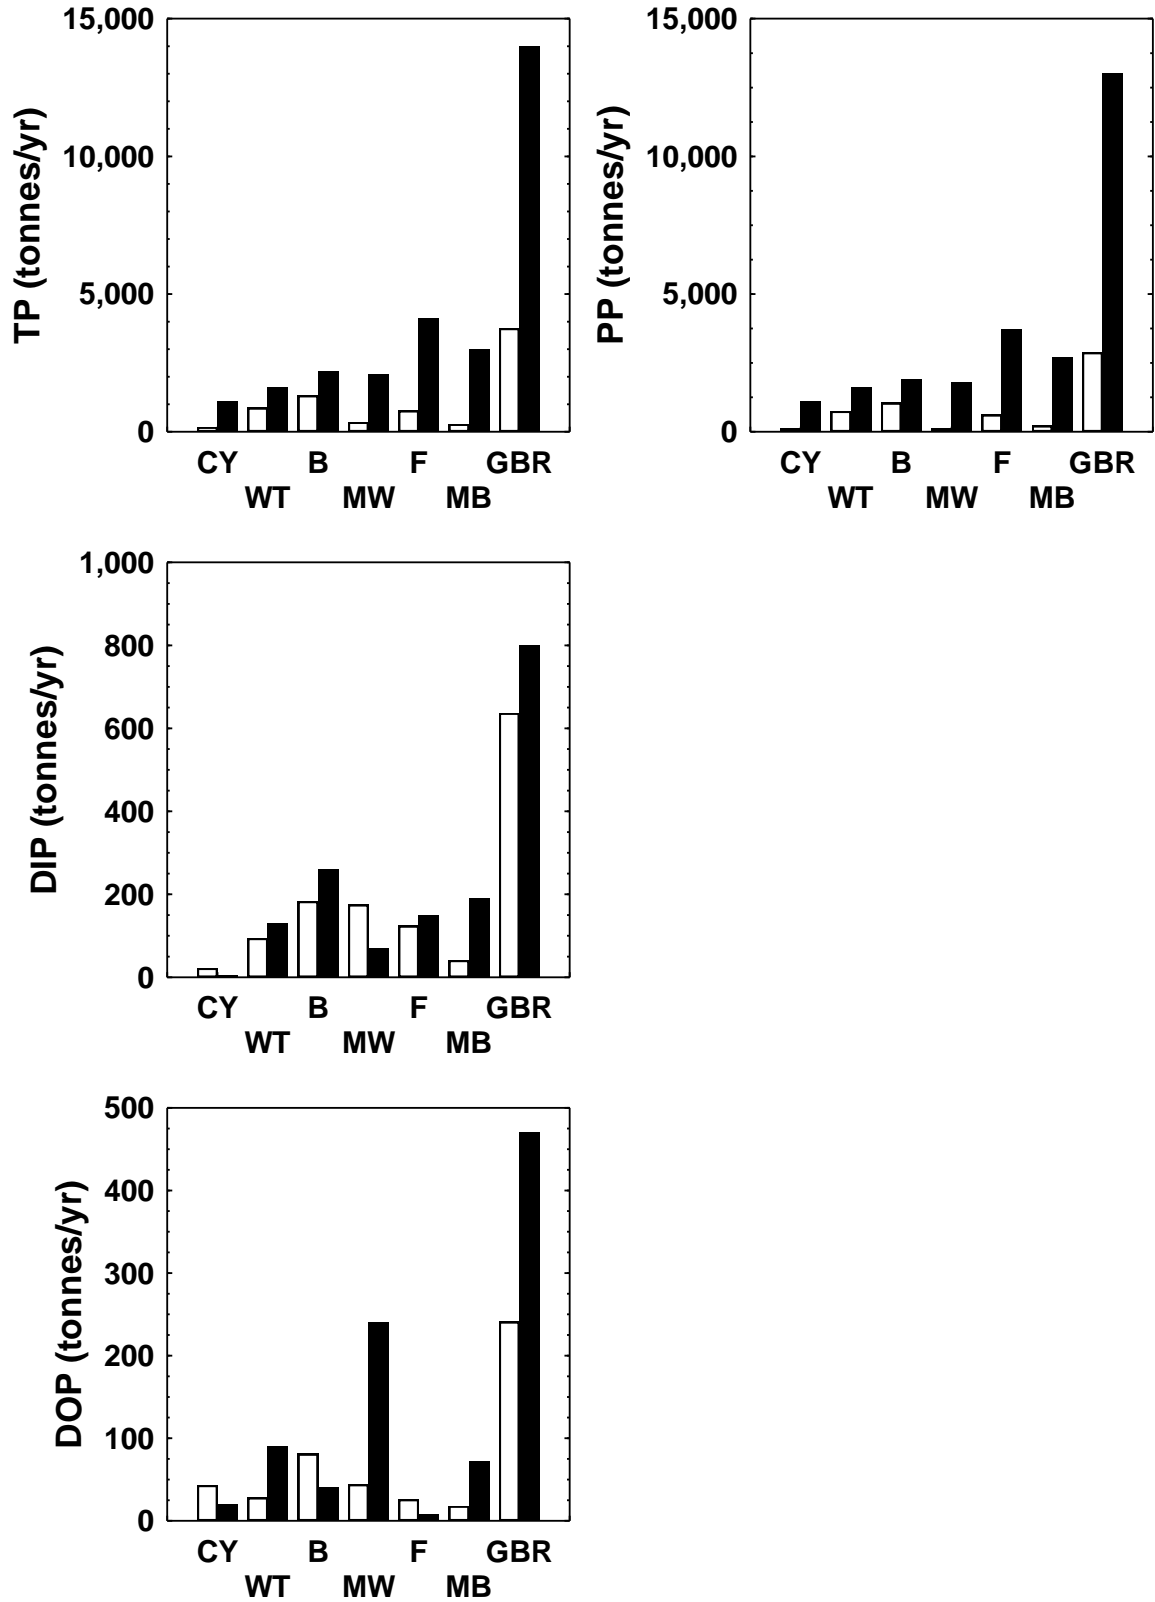 TP (tonnes/yr)
15,000
10,000
5,000
0
CY B F GBR
WT MW MB
PP (tonnes/yr)
15,000
10,000
5,000
0
CY B F GBR
WT MW MB
DIP (tonnes/yr)
1,000
800
600
400
200
0
CY B F GBR
WT MW MB
DOP (tonnes/yr)
500
400
300
200
100
0
CY B F GBR
WT MW MB